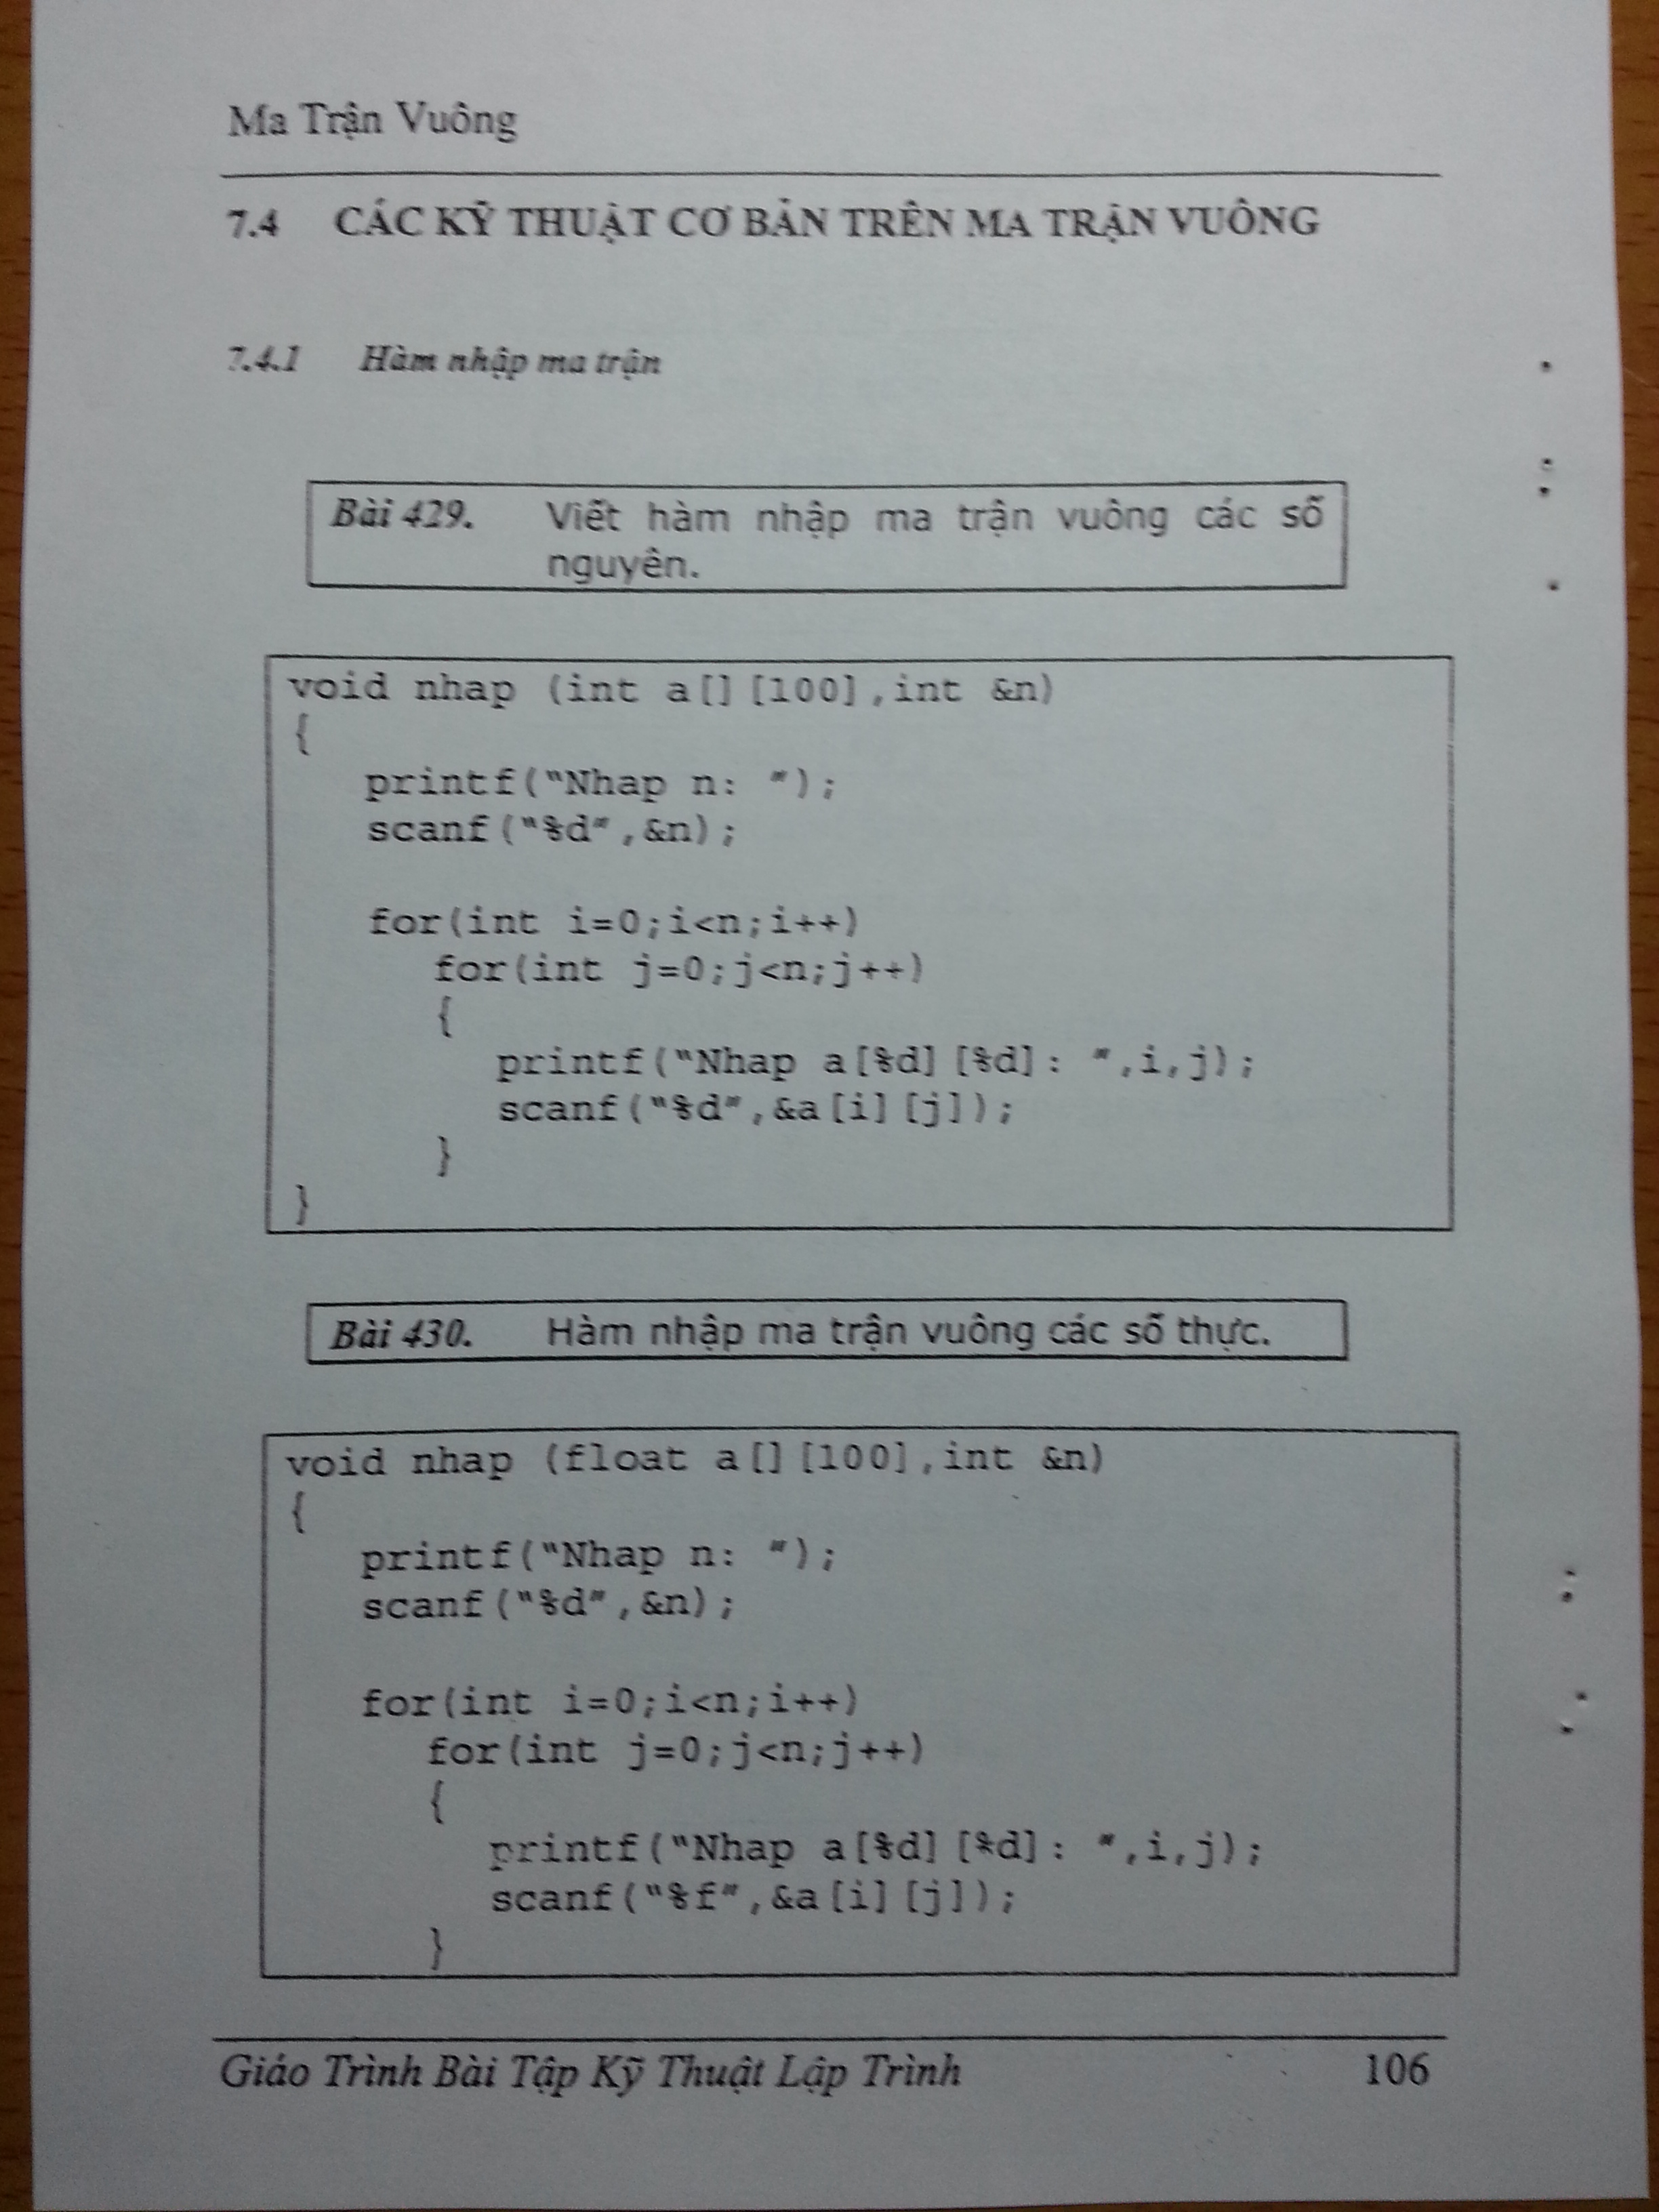 Ma Trận Vuông
7.4 CÁC KỸ THUẬT CƠ BẢN TRÊN MA TRẬN VUÔNG
7.4.1 Hàm nhập ma trận
Bài 429. Viết hàm nhập ma trận vuông các số
nguyên.
void nhap (int a[][100],int &n)
{
printf("Nhap n: ");
scanf("%d",&n);
for(int i=0;i<n;i++)
for(int j=0;j<n;j++)
{
printf("Nhap a[%d][%d]: ",i,j);
scanf("%d",&a[i][j]);
}
}
Bài 430. Hàm nhập ma trận vuông các số thực.
void nhap (float a[][100],int &n)
{
printf("Nhap n: ");
scanf("%d",&n);
for(int i=0;i<n;i++)
for(int j=0;j<n;j++)
{
printf("Nhap a[%d][%d]: ",i,j);
scanf("%f",&a[i][j]);
}
Giáo Trình Bài Tập Kỹ Thuật Lập Trình 106